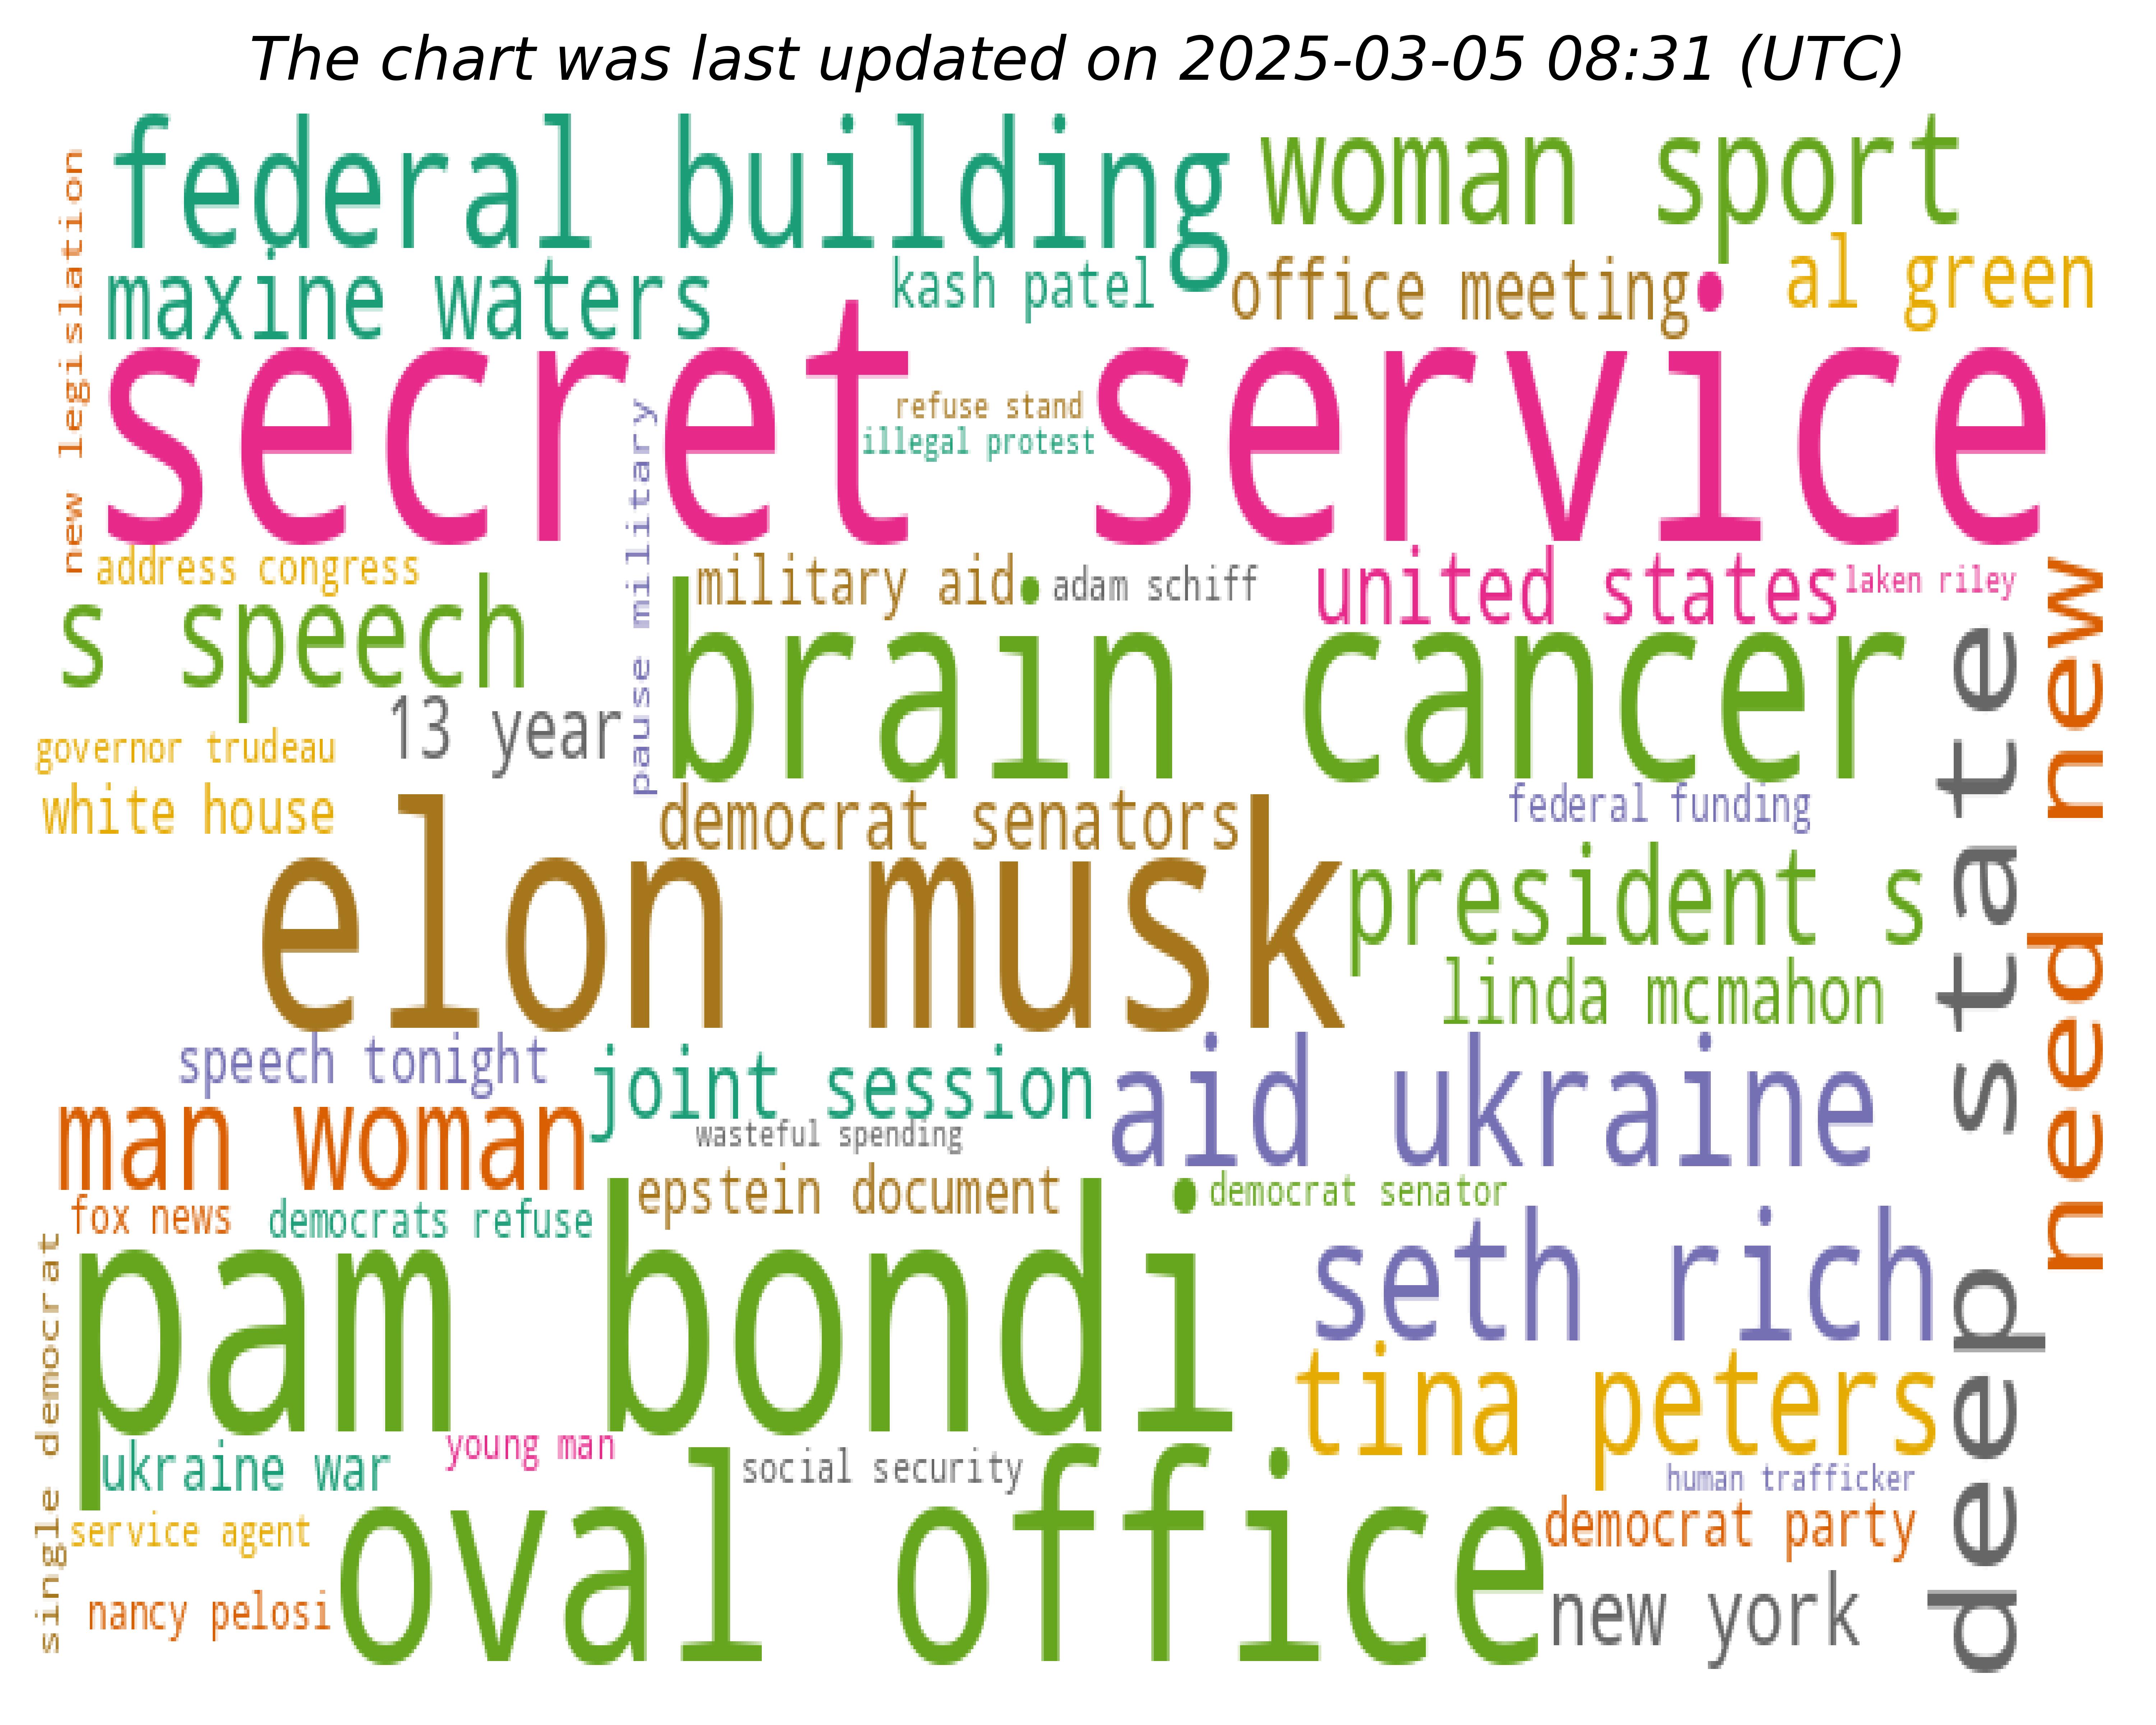 The chart was last updated on 2025-03-05 08:31 (UTC)
federal building
woman sport
new legislation
maxine waters
kash patel
office meeting
al green
secret service
refuse stand
illegal protest
pause military
address congress
military aid
adam schiff
united states
laken riley
need new
s speech
brain cancer
deep state
13 year
governor trudeau
white house
democrat senators
federal funding
elon musk
president s
linda mcmahon
speech tonight
joint session
aid ukraine
man woman
wasteful spending
epstein document
democrat senator
fox news
democrats refuse
seth rich
single democrat
pam bondi
tina peters
ukraine war
young man
social security
human trafficker
service agent
oval office
democrat party
nancy pelosi
new york